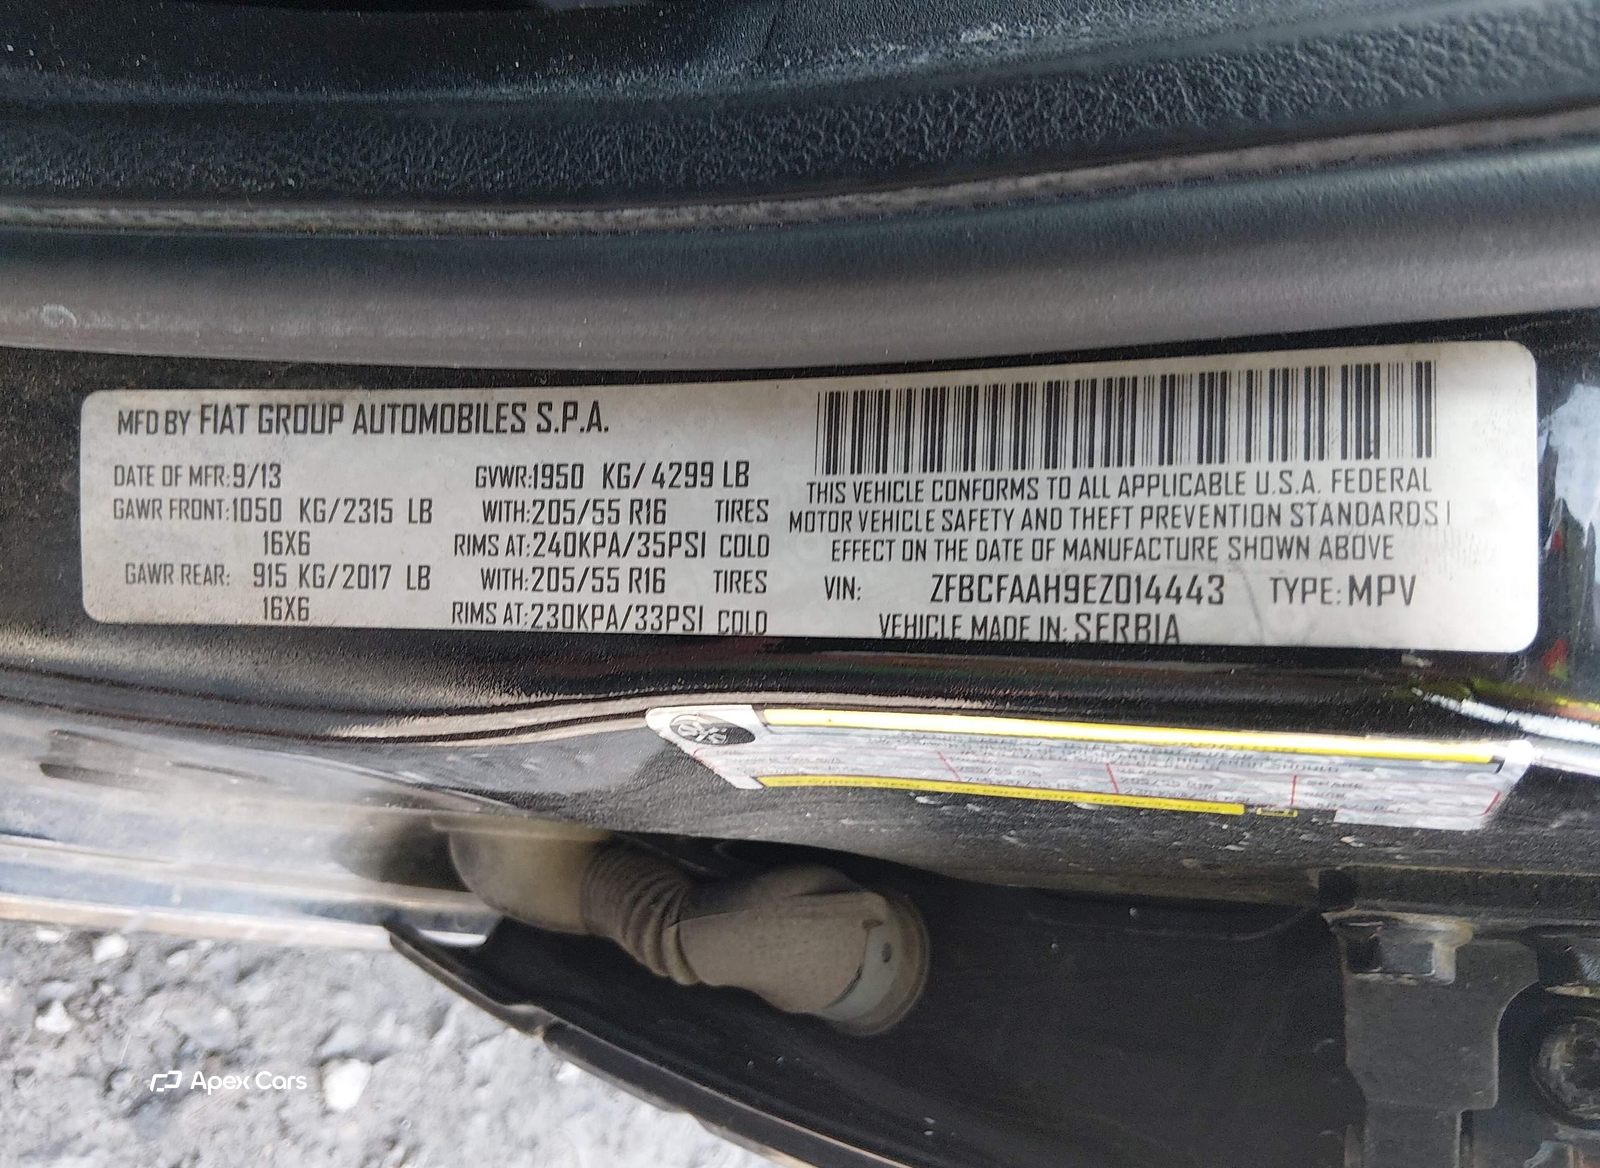 MFD BY FIAT GROUP AUTOMOBILES S.P.A.
DATE OF MFR: 9/13 GVWR: 1950 KG/ 4299 LB
GAWR FRONT: 1050 KG/2315 LB WITH: 205/55 R16 TIRES
16X6 RIMS AT: 240KPA/35PSI COLD
GAWR REAR: 915 KG/2017 LB WITH: 205/55 R16 TIRES
16X6 RIMS AT: 230KPA/33PSI COLD
THIS VEHICLE CONFORMS TO ALL APPLICABLE U.S.A. FEDERAL
MOTOR VEHICLE SAFETY AND THEFT PREVENTION STANDARDS I
EFFECT ON THE DATE OF MANUFACTURE SHOWN ABOVE
VIN: ZFBCFAAH9EZ014443 TYPE: MPV
VEHICLE MADE IN: SERBIA
Apex Cars